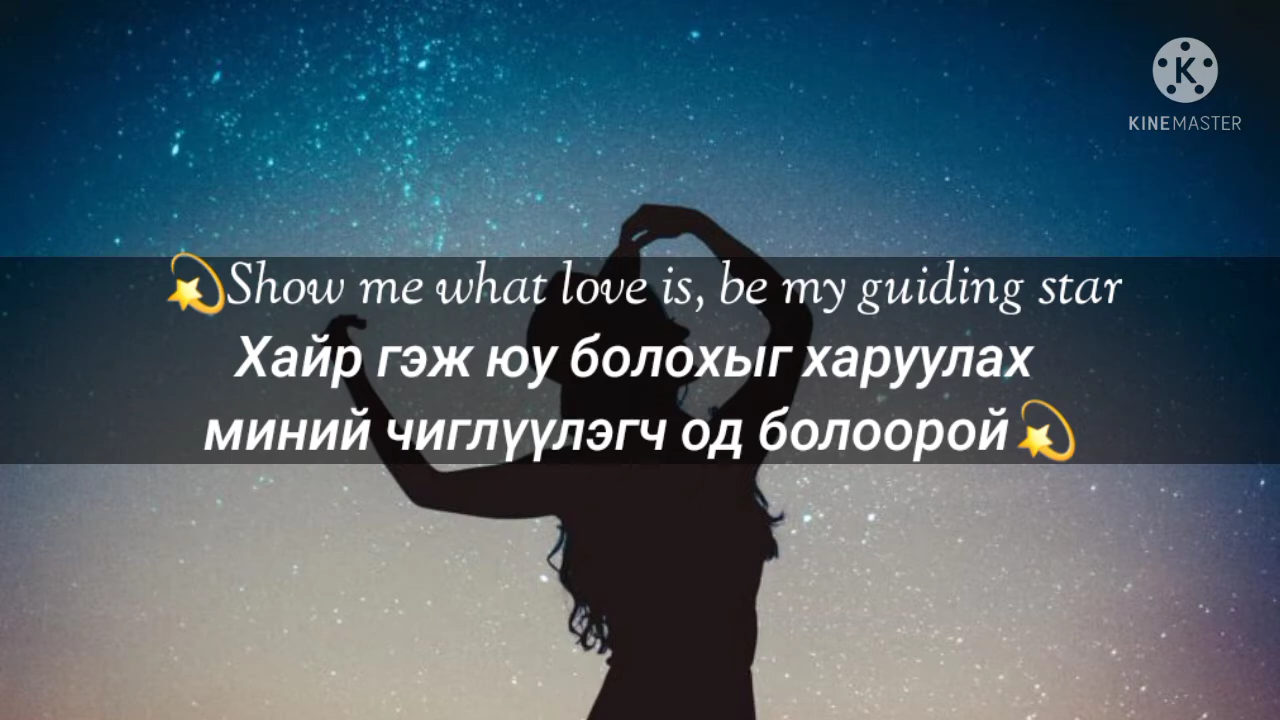 KINEMASTER
💫Show me what love is, be my guiding star
Хайр гэж юу болохыг харуулах
миний чиглүүлэгч од болоорой💫